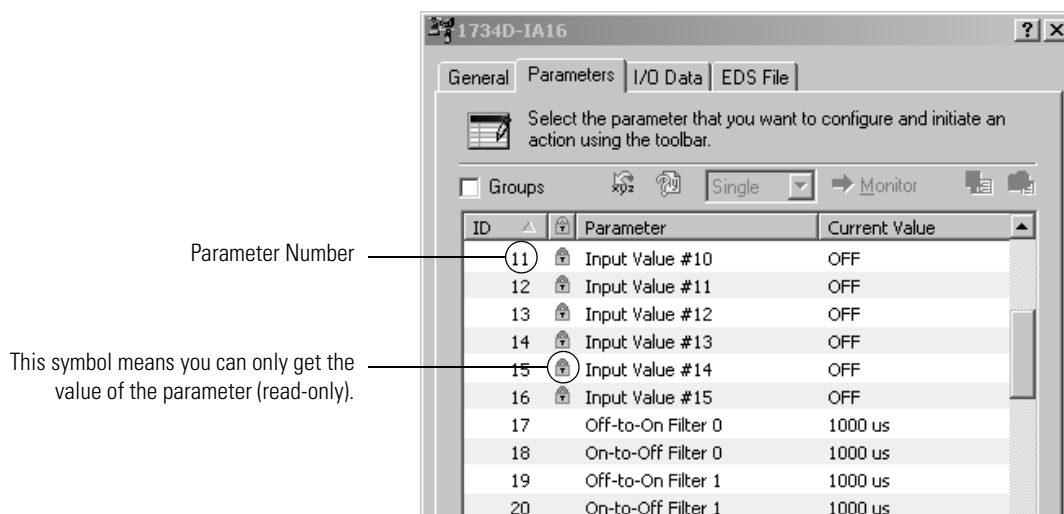 1734D-IA16
General Parameters I/O Data EDS File
Select the parameter that you want to configure and initiate an
action using the toolbar.
Groups Single Monitor
ID Parameter Current Value
Parameter Number
11 Input Value #10 OFF
12 Input Value #11 OFF
13 Input Value #12 OFF
14 Input Value #13 OFF
This symbol means you can only get the
value of the parameter (read-only).
15 Input Value #14 OFF
16 Input Value #15 OFF
17 Off-to-On Filter 0 1000 us
18 On-to-Off Filter 0 1000 us
19 Off-to-On Filter 1 1000 us
20 On-to-Off Filter 1 1000 us